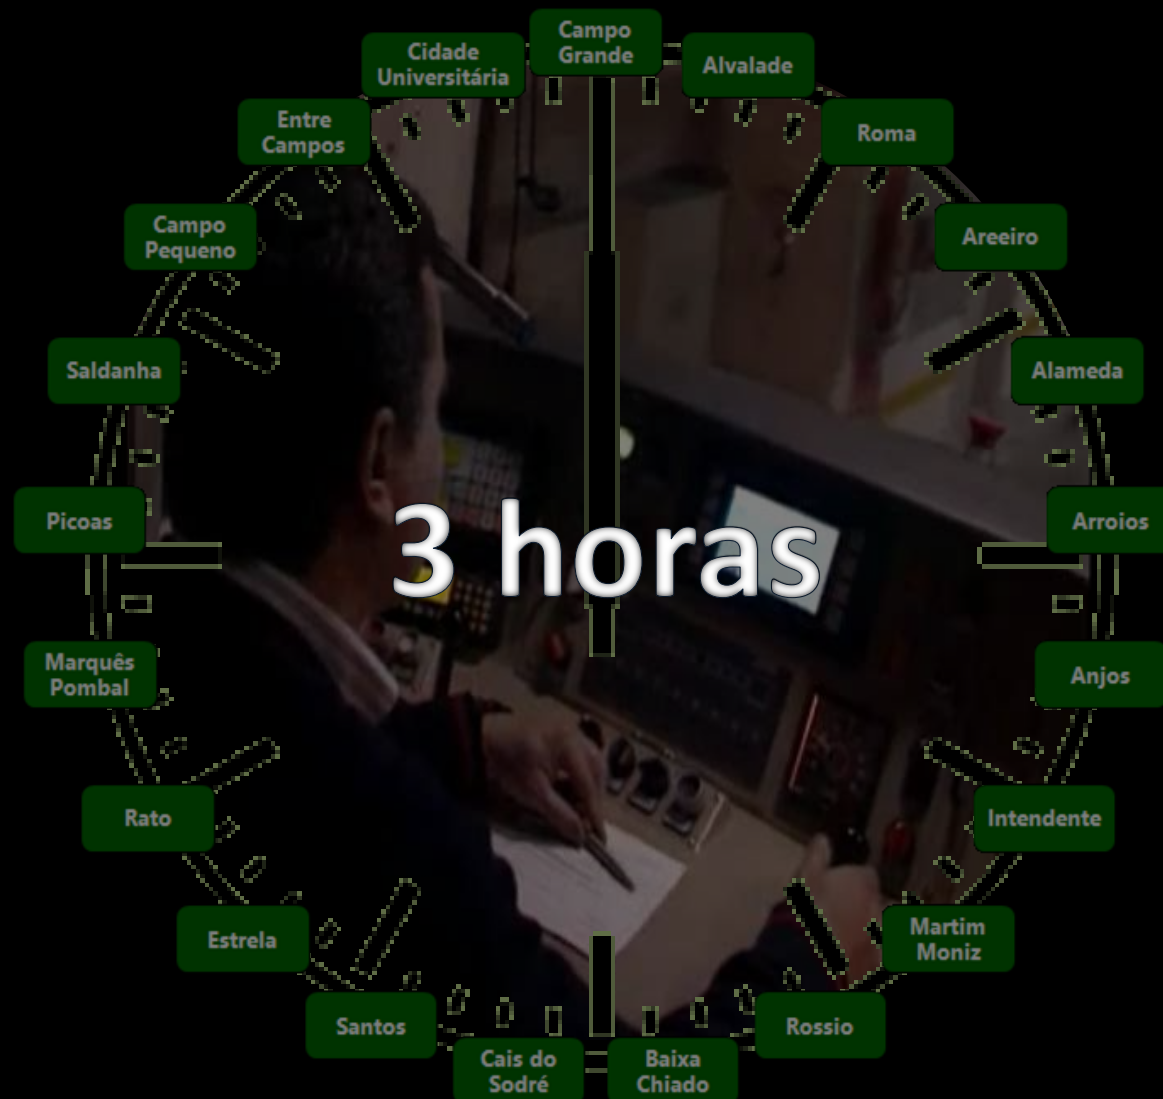 Campo
Grande
Alvalade
Roma
Areeiro
Alameda
Arroios
Anjos
Intendente
Martim
Moniz
Rossio
Baixa
Chiado
Cais do
Sodré
Santos
Estrela
Rato
Marquês
Pombal
Picoas
Saldanha
Campo
Pequeno
Entre
Campos
Cidade
Universitária
3 horas